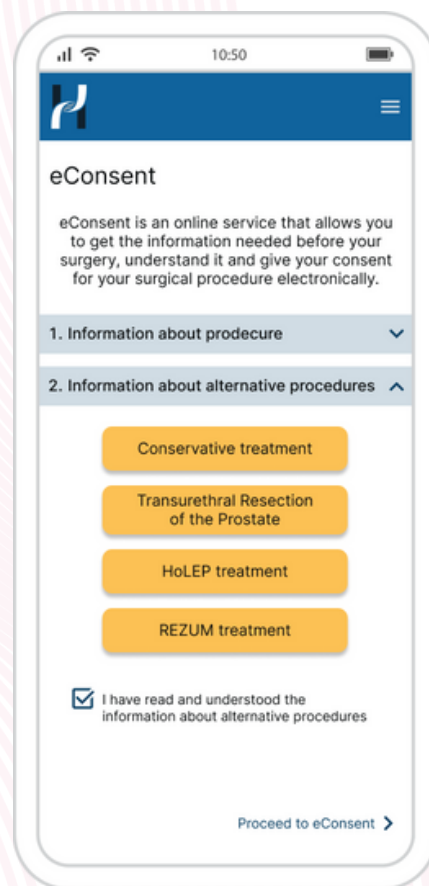 10:50
eConsent
eConsent is an online service that allows you
to get the information needed before your
surgery, understand it and give your consent
for your surgical procedure electronically.
1. Information about prodecure
2. Information about alternative procedures
Conservative treatment
Transurethral Resection
of the Prostate
HoLEP treatment
REZUM treatment
I have read and understood the
information about alternative procedures
Proceed to eConsent